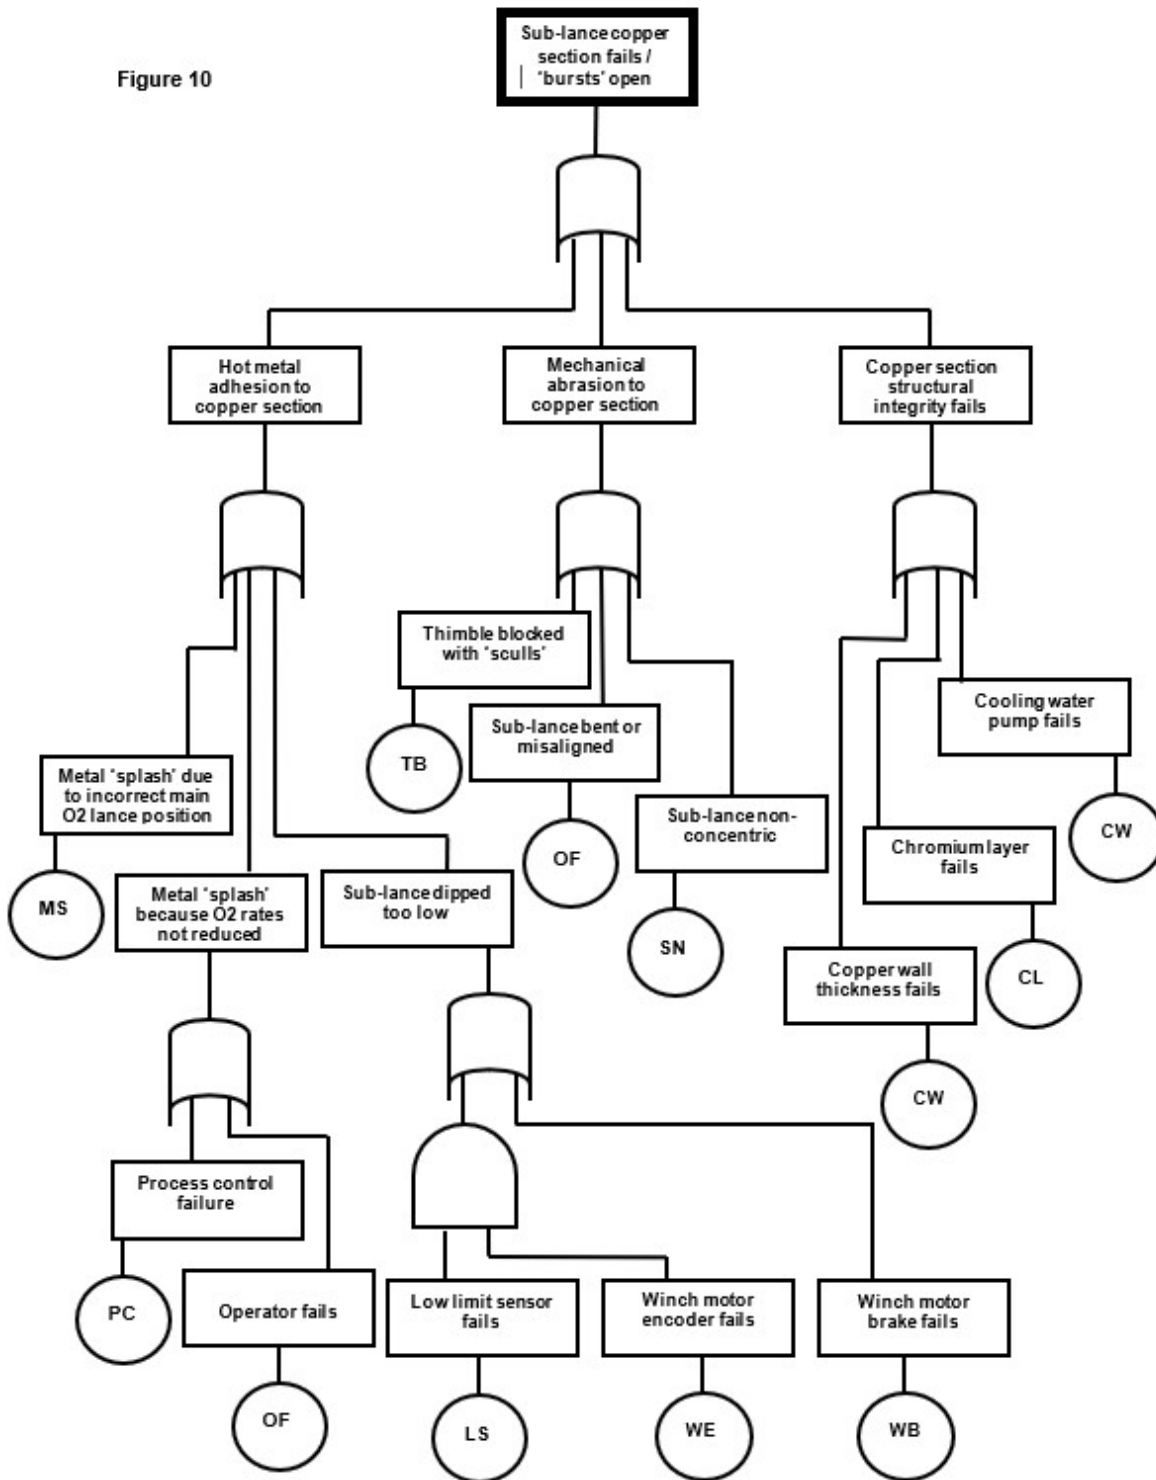 Sub-lance copper
section fails /
'bursts' open
Figure 10
Hot metal
adhesion to
copper section
Mechanical
abrasion to
copper section
Copper section
structural
integrity fails
Thimble blocked
with 'sculls'
TB
Sub-lance bent or
misaligned
OF
Sub-lance non-
concentric
SN
Cooling water
pump fails
CW
Chromium layer
fails
CL
Copper wall
thickness fails
CW
Metal 'splash' due
to incorrect main
O2 lance position
MS
Metal 'splash'
because O2 rates
not reduced
Sub-lance dipped
too low
Process control
failure
PC
Operator fails
OF
Low limit sensor
fails
LS
Winch motor
encoder fails
WE
Winch motor
brake fails
WB